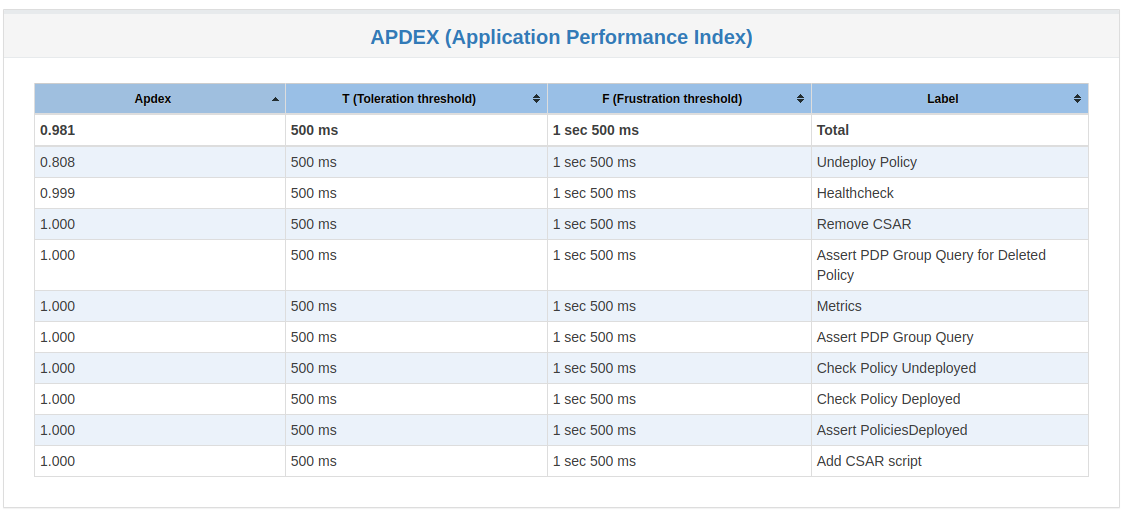 APDEX (Application Performance Index)
Apdex T (Toleration threshold) F (Frustration threshold) Label
0.981 500 ms 1 sec 500 ms Total
0.808 500 ms 1 sec 500 ms Undeploy Policy
0.999 500 ms 1 sec 500 ms Healthcheck
1.000 500 ms 1 sec 500 ms Remove CSAR
1.000 500 ms 1 sec 500 ms Assert PDP Group Query for Deleted
Policy
1.000 500 ms 1 sec 500 ms Metrics
1.000 500 ms 1 sec 500 ms Assert PDP Group Query
1.000 500 ms 1 sec 500 ms Check Policy Undeployed
1.000 500 ms 1 sec 500 ms Check Policy Deployed
1.000 500 ms 1 sec 500 ms Assert PoliciesDeployed
1.000 500 ms 1 sec 500 ms Add CSAR script